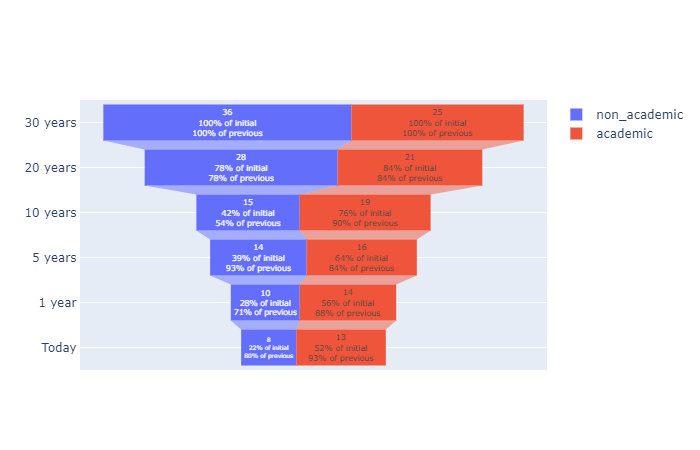 non_academic
academic
30 years
36
100% of initial
100% of previous
25
100% of initial
100% of previous
20 years
28
78% of initial
78% of previous
21
84% of initial
84% of previous
10 years
15
42% of initial
54% of previous
19
76% of initial
90% of previous
5 years
14
39% of initial
93% of previous
16
64% of initial
84% of previous
1 year
10
28% of initial
71% of previous
14
56% of initial
88% of previous
Today
8
22% of initial
80% of previous
13
52% of initial
93% of previous